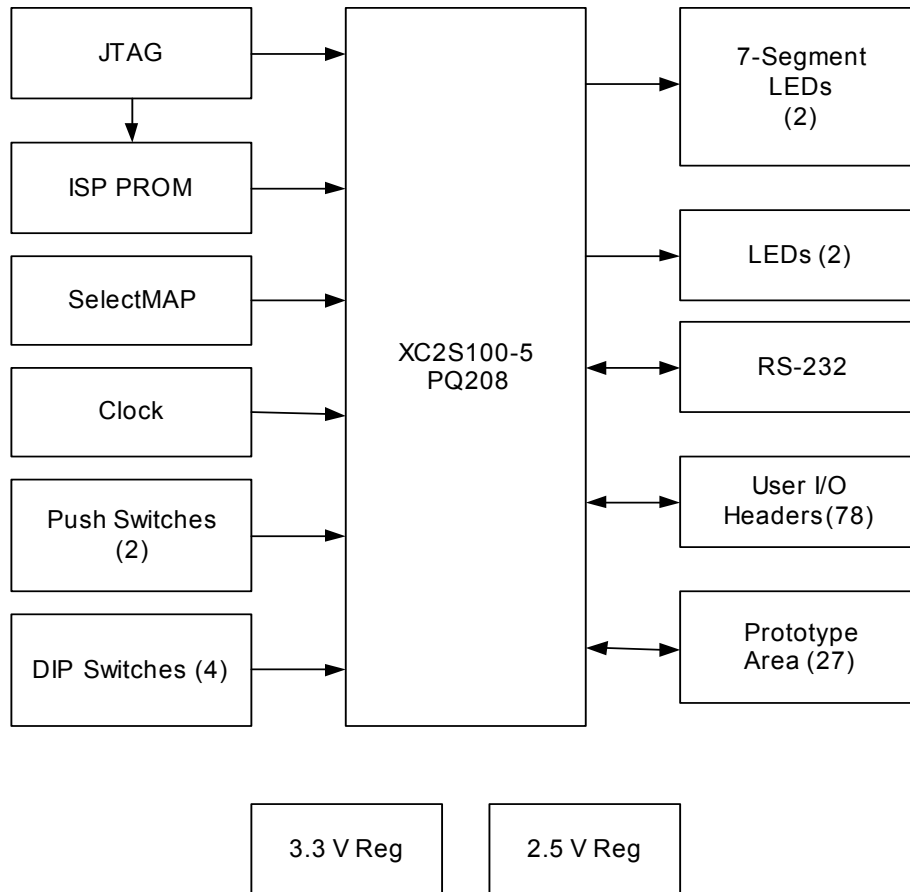 JTAG
ISP PROM
SelectMAP
Clock
Push Switches
(2)
DIP Switches (4)
XC2S100-5
PQ208
7-Segment
LEDs
(2)
LEDs (2)
RS-232
User I/O
Headers (78)
Prototype
Area (27)
3.3 V Reg
2.5 V Reg